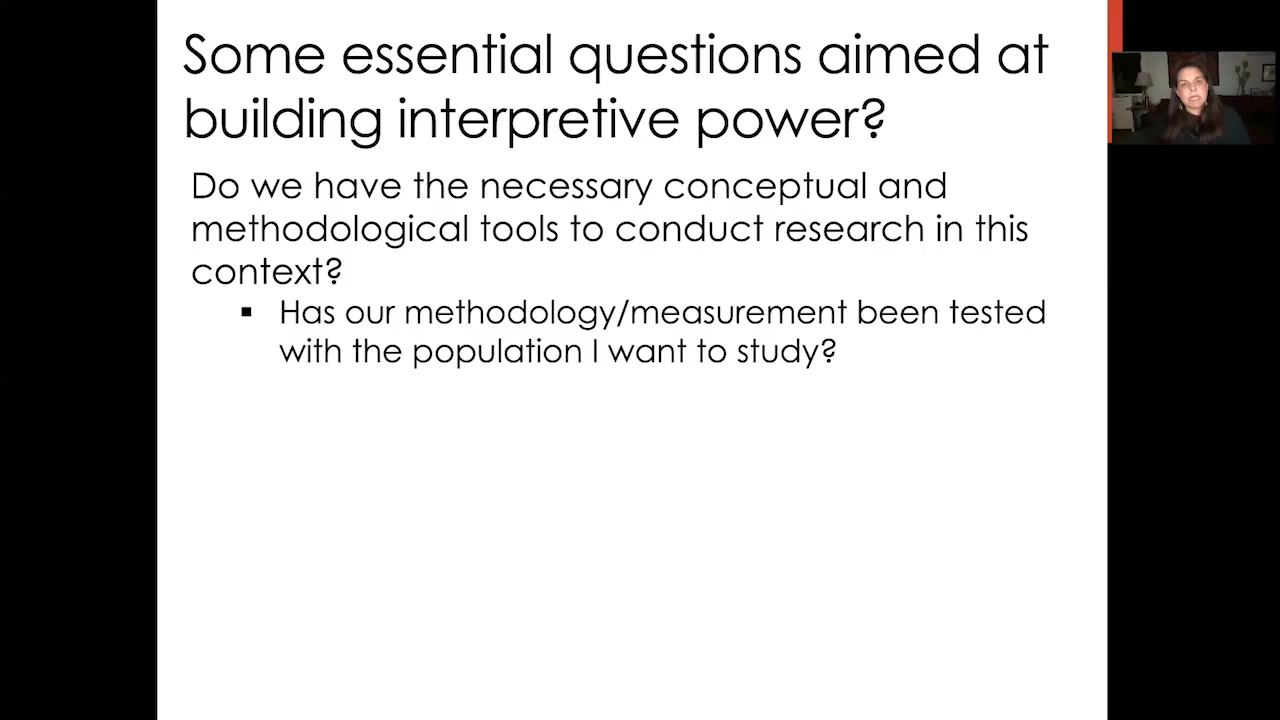 Some essential questions aimed at
building interpretive power?
Do we have the necessary conceptual and
methodological tools to conduct research in this
context?
▪ Has our methodology/measurement been tested
with the population I want to study?